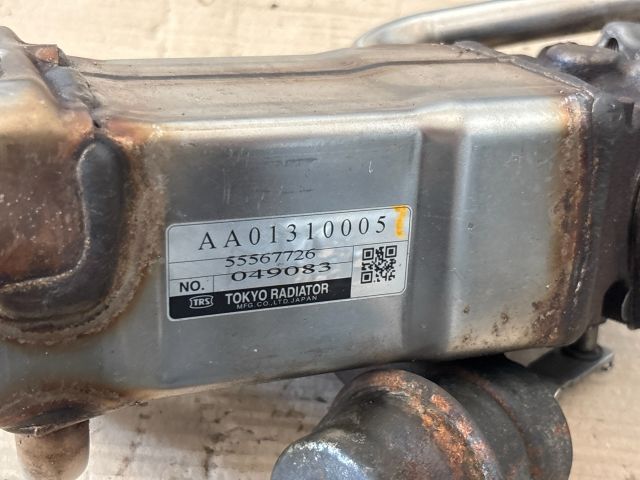 AA01310005
55567726
NO. 049083
TRS TOKYO RADIATOR
MFG.CO.,LTD.JAPAN